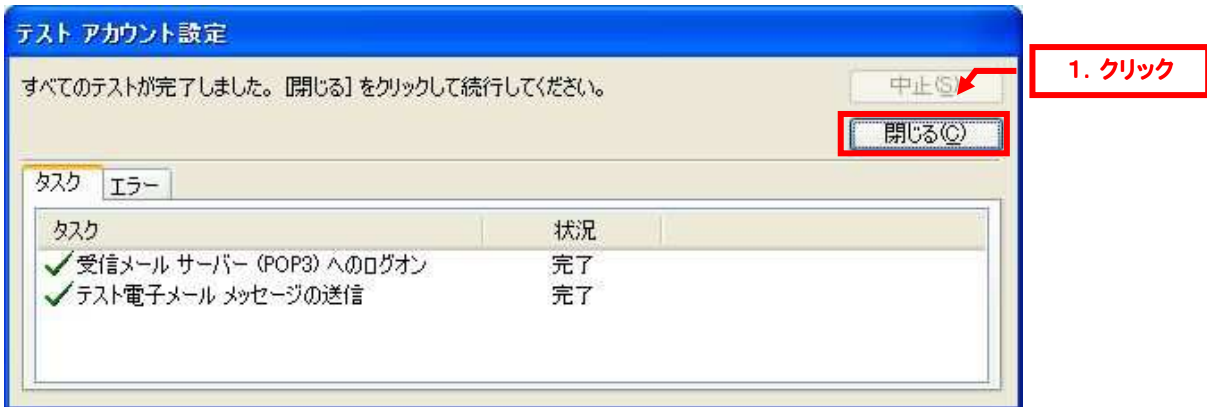 テスト アカウント設定
すべてのテストが完了しました。[閉じる] をクリックして続行してください。
中止(S)
1. クリック
閉じる(C)
タスク エラー
タスク 状況
受信メール サーバー (POP3) へのログオン 完了
テスト電子メール メッセージの送信 完了